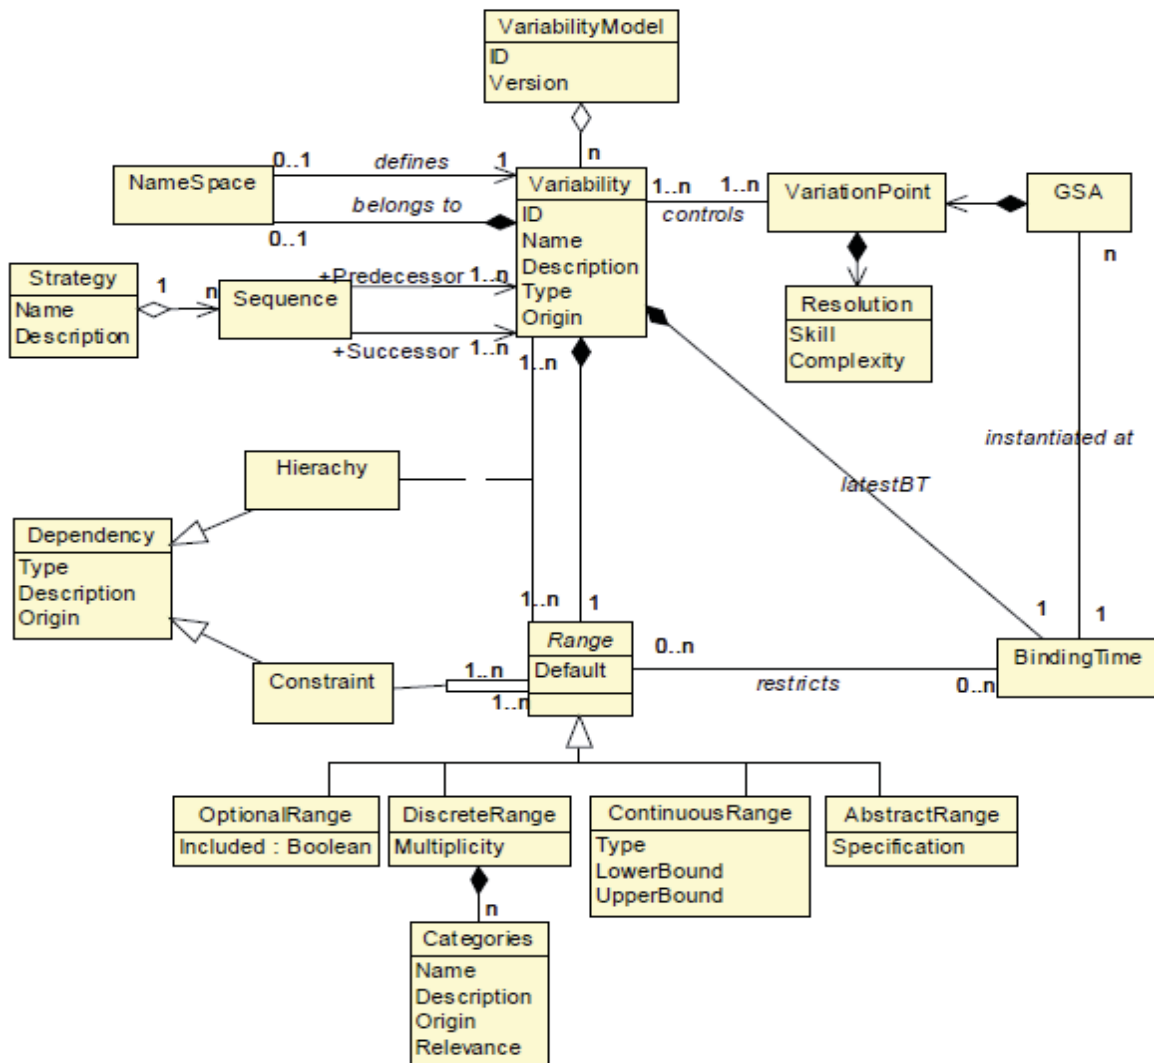 VariabilityModel
ID
Version
n
0..1
defines
1
NameSpace
belongs to
0..1
Variability
ID
Name
Description
Type
Origin
1..n
1..n
controls
VariationPoint
GSA
n
Resolution
Skill
Complexity
Strategy
Name
Description
1
n
Sequence
+Predecessor
1..n
+Successor
1..n
1..n
instantiated at
latestBT
Hierachy
Dependency
Type
Description
Origin
Constraint
1..n
1
1
1
Range
Default
1..n
1..n
0..n
restricts
0..n
BindingTime
OptionalRange
Included : Boolean
DiscreteRange
Multiplicity
ContinuousRange
Type
LowerBound
UpperBound
AbstractRange
Specification
n
Categories
Name
Description
Origin
Relevance